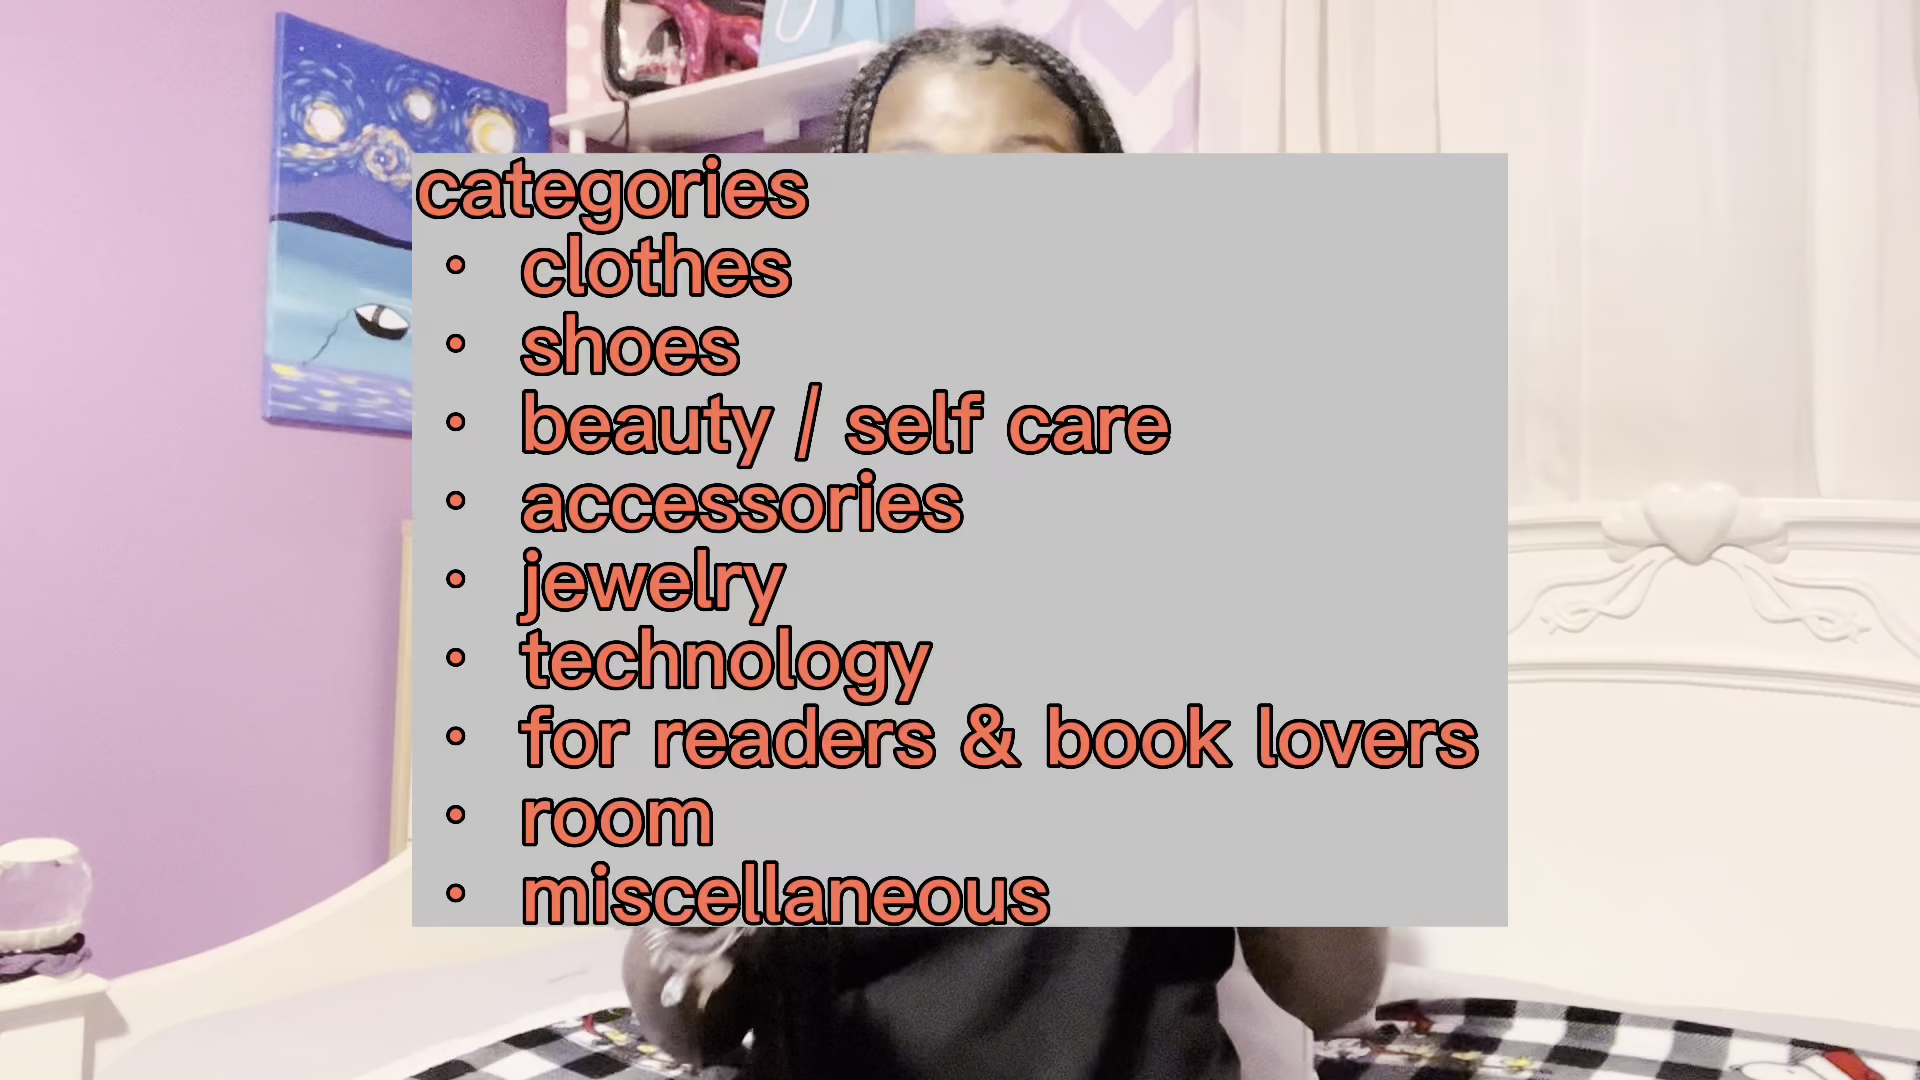 categories
• clothes
• shoes
• beauty / self care
• accessories
• jewelry
• technology
• for readers & book lovers
• room
• miscellaneous